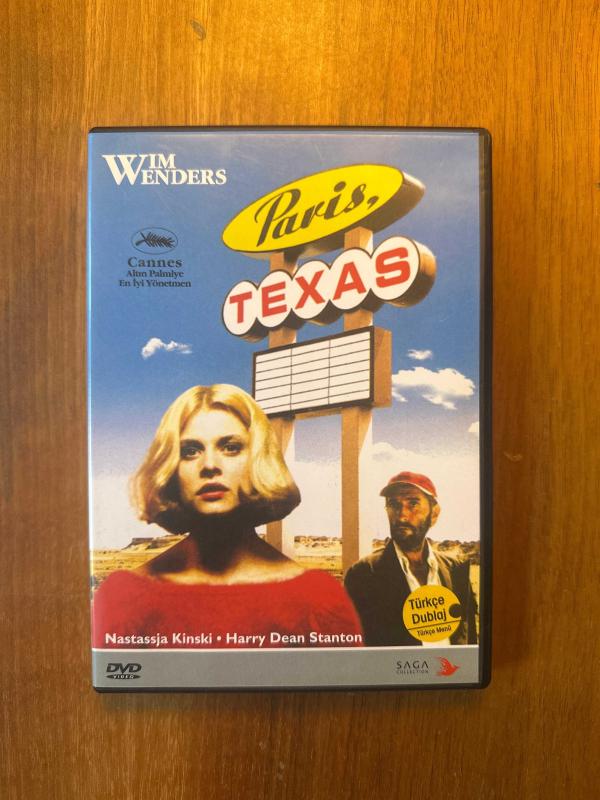 WIM
WENDERS
Paris,
TEXAS
Cannes
Altın Palmiye
En İyi Yönetmen
Türkçe
Dublaj
Türkçe Menü
Nastassja Kinski • Harry Dean Stanton
DVD
VIDEO
SAGA
COLLECTION